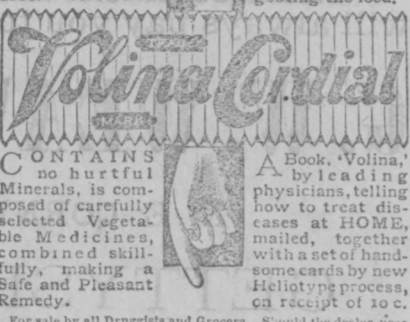 Volina Cordial
TRADE
MARK
CONTAINS
no hurtful
Minerals, is com-
posed of carefully
selected Vegeta-
ble Medicines,
combined skill-
fully, making a
Safe and Pleasant
Remedy.
A Book, 'Volina,'
by leading
physicians, telling
how to treat dis-
eases at HOME,
mailed, together
with a set of hand-
some cards by new
Heliotype process,
on receipt of 10 c.
For sale by all Druggists and Grocers